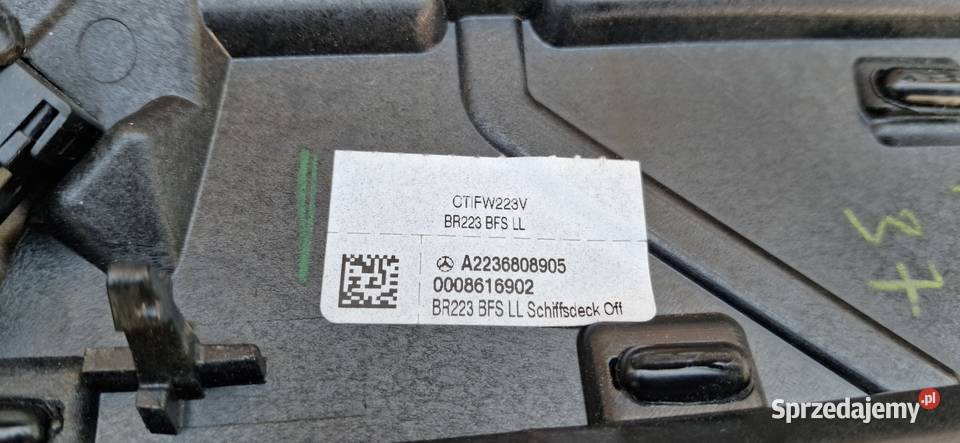 CTIFW223V
BR223 BFS LL
A2236808905
0008616902
BR223 BFS LL Schiffsdeck Off
Sprzedajemy.pl